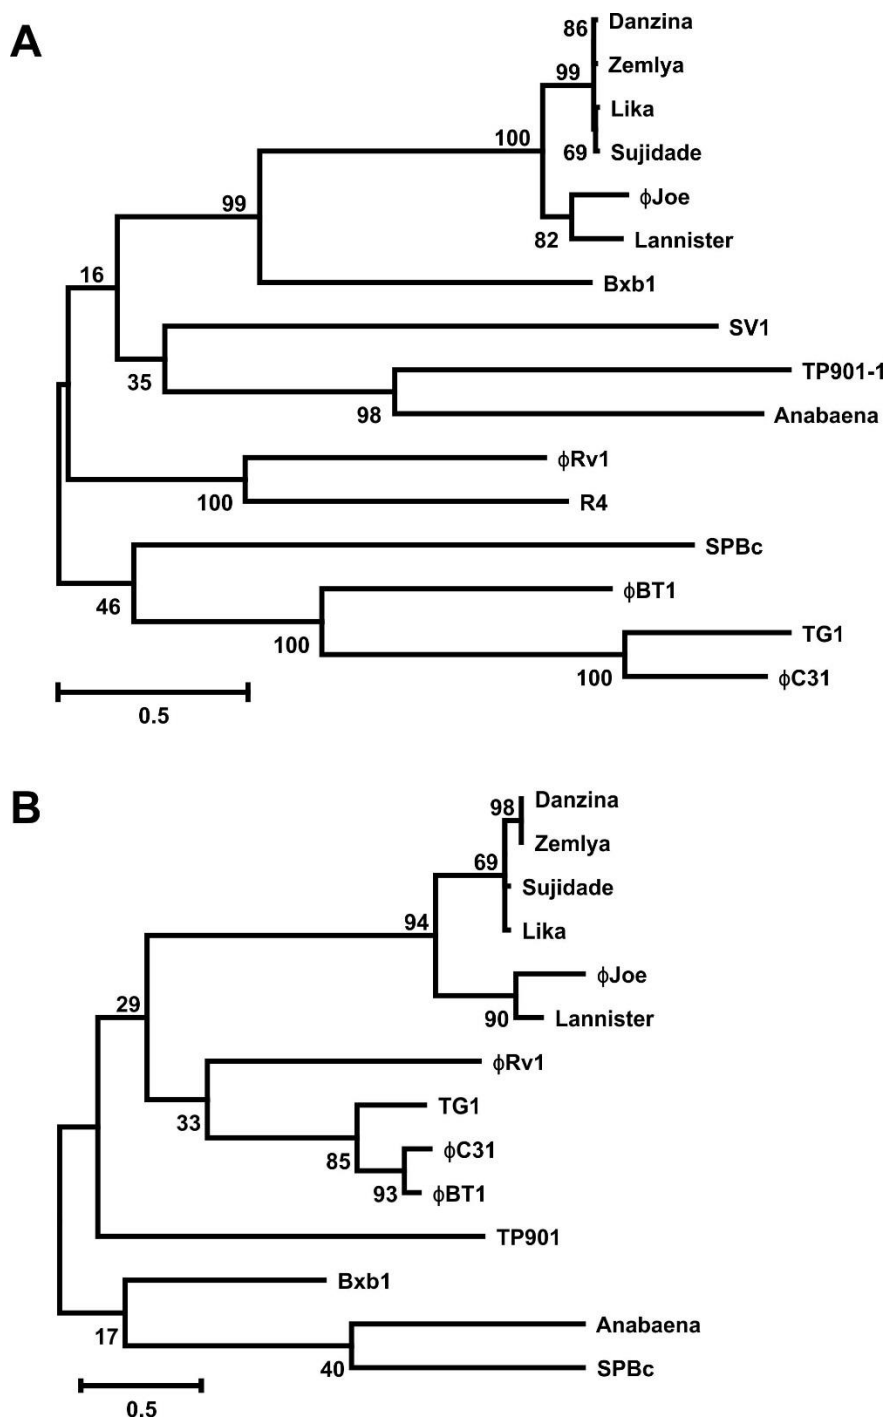 A
86
Danzina
99
Zemlya
Lika
100
69
Sujidade
ϕJoe
99
82
Lannister
16
Bxb1
SV1
35
TP901-1
98
Anabaena
ϕRv1
100
R4
SPBc
46
ϕBT1
100
TG1
100
ϕC31
0.5
B
98
Danzina
Zemlya
69
Sujidade
94
Lika
ϕJoe
29
90
Lannister
ϕRv1
33
TG1
85
ϕC31
93
ϕBT1
TP901
Bxb1
17
Anabaena
40
SPBc
0.5